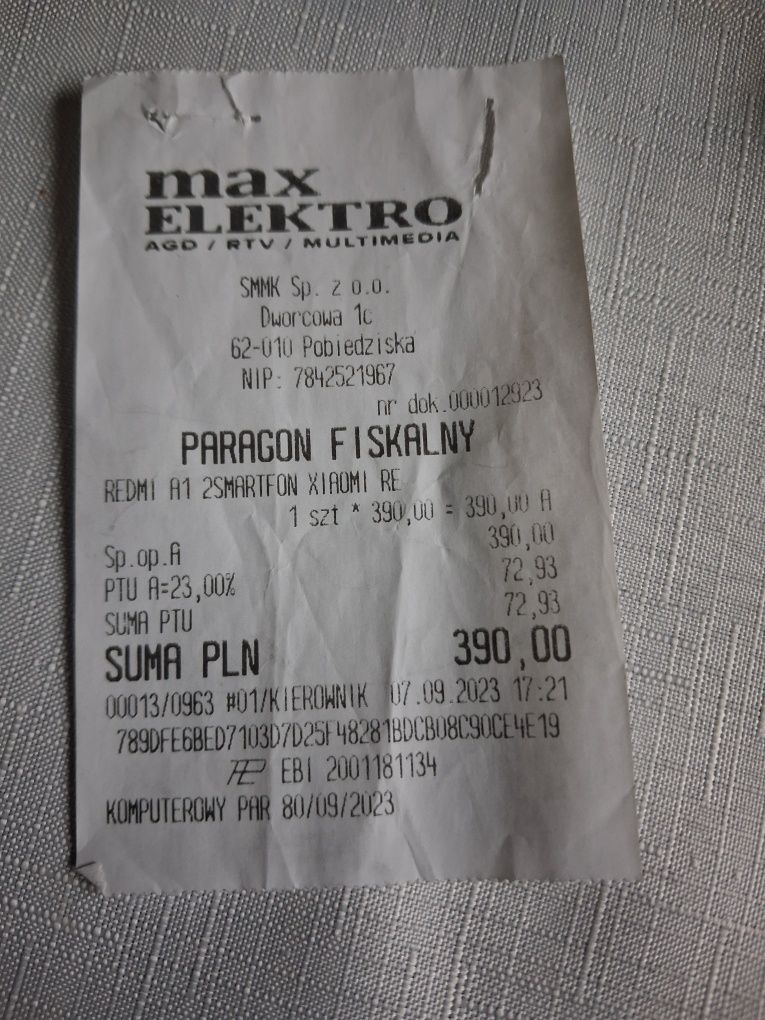 max
ELEKTRO
AGD / RTV / MULTIMEDIA
SMMK Sp. z o.o.
Dworcowa 1c
62-010 Pobiedziska
NIP: 7842521967
nr dok.000012923
PARAGON FISKALNY
REDMI A1 2SMARTFON XIAOMI RE
1 szt * 390,00 = 390,00 A
Sp.op.A 390,00
PTU A=23,00% 72,93
SUMA PTU 72,93
SUMA PLN 390,00
00013/0963 #01/KIEROWNIK 07.09.2023 17:21
789DFE6BED7103D7D25F48281BDCB08C90CE4E19
EBI 2001181134
KOMPUTEROWY PAR 80/09/2023